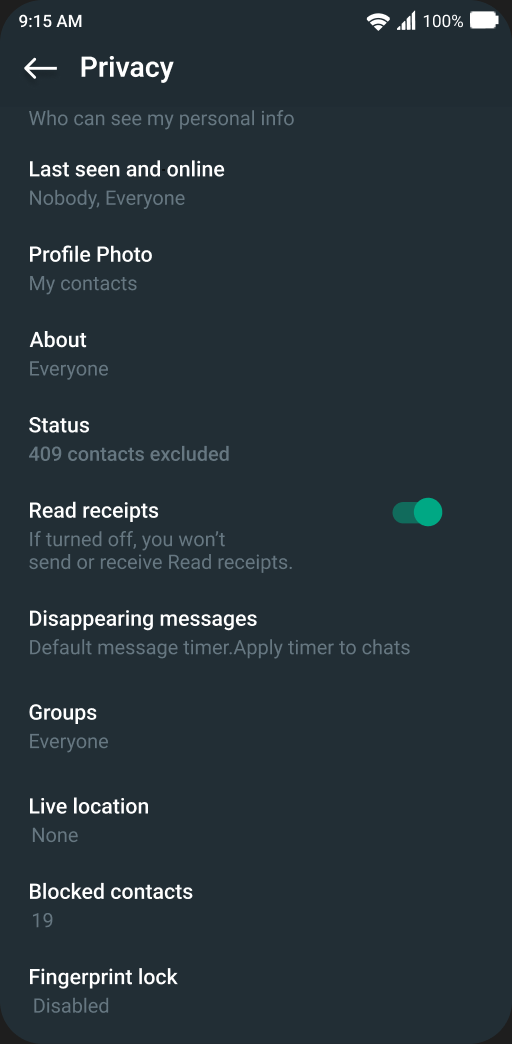 9:15 AM 100%
Privacy
Who can see my personal info
Last seen and online
Nobody, Everyone
Profile Photo
My contacts
About
Everyone
Status
409 contacts excluded
Read receipts
If turned off, you won’t
send or receive Read receipts.
Disappearing messages
Default message timer.Apply timer to chats
Groups
Everyone
Live location
None
Blocked contacts
19
Fingerprint lock
Disabled